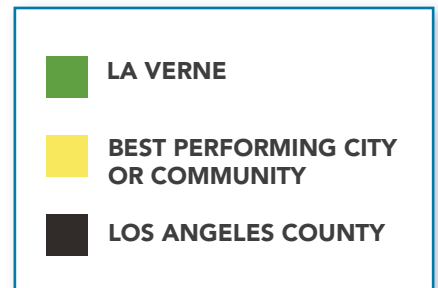 LA VERNE
BEST PERFORMING CITY
OR COMMUNITY
LOS ANGELES COUNTY